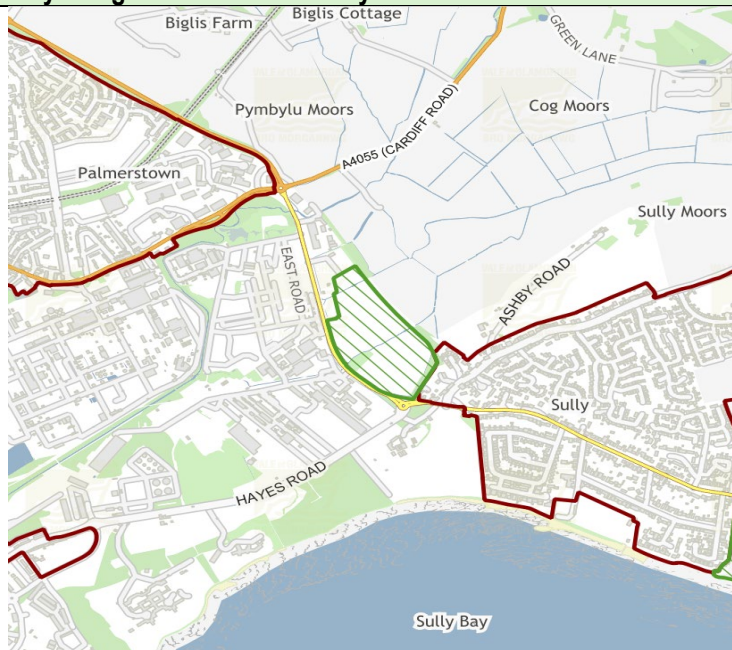 Biglis Cottage
Biglis Farm
GREEN LANE
Pymbylu Moors
Cog Moors
A4055 (CARDIFF ROAD)
Palmerstown
Sully Moors
EAST ROAD
ASHBY ROAD
Sully
HAYES ROAD
Sully Bay